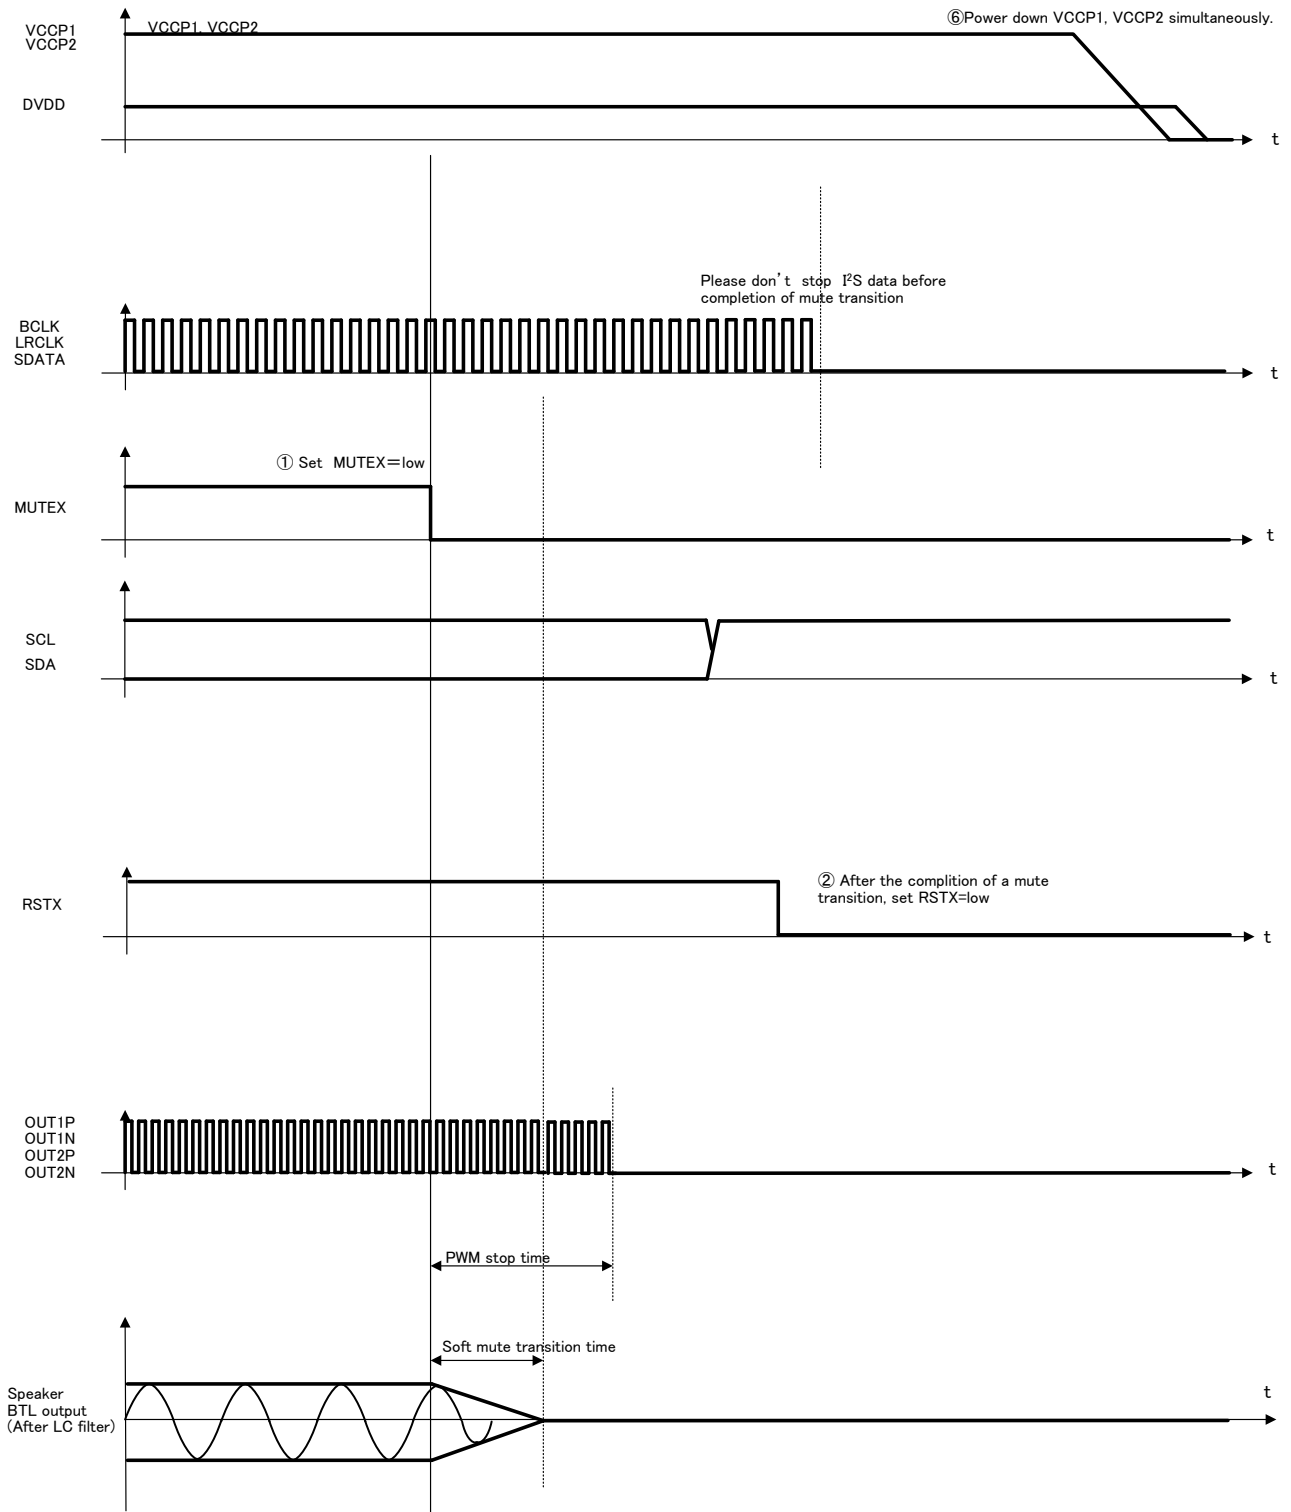 ⑥Power down VCCP1, VCCP2 simultaneously.
VCCP1
VCCP2
VCCP1, VCCP2
DVDD
t
Please don't stop I²S data before
completion of mute transition
BCLK
LRCLK
SDATA
t
① Set MUTEX=low
MUTEX
t
SCL
SDA
t
② After the complition of a mute
transition, set RSTX=low
RSTX
t
OUT1P
OUT1N
OUT2P
OUT2N
t
PWM stop time
Soft mute transition time
Speaker
BTL output
(After LC filter)
t